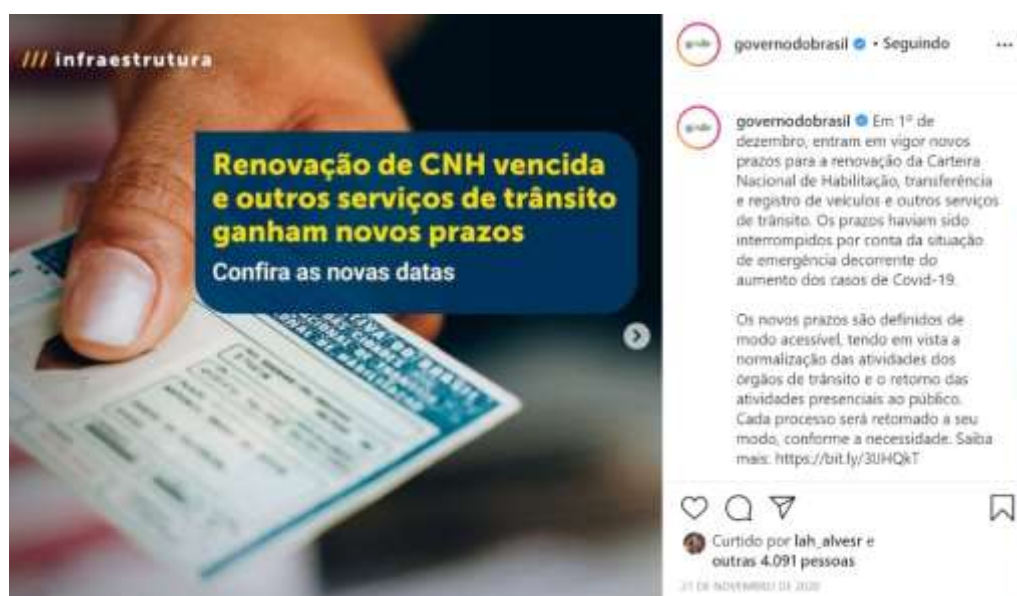 /// infraestrutura
Renovação de CNH vencida
e outros serviços de trânsito
ganham novos prazos
Confira as novas datas
governodobrasil • Seguindo
governodobrasil Em 1º de
dezembro, entram em vigor novos
prazos para a renovação da Carteira
Nacional de Habilitação, transferência
e registro de veículos e outros serviços
de trânsito. Os prazos haviam sido
interrompidos por conta da situação
de emergência decorrente do
aumento dos casos de Covid-19.
Os novos prazos são definidos de
modo acessível, tendo em vista a
normalização das atividades dos
órgãos de trânsito e o retorno das
atividades presenciais ao público.
Cada processo será retomado a seu
modo, conforme a necessidade. Saiba
mais: https://bit.ly/3lJHQkT
Curtido por lah_alvesr e
outras 4.091 pessoas
DE NOVEMBRO DE 2020